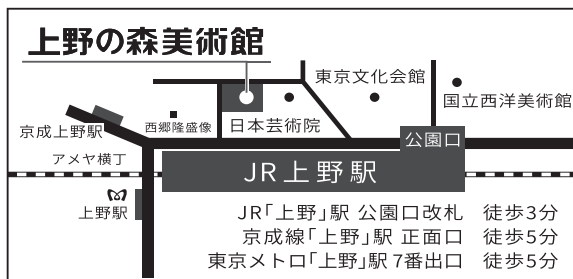 上野の森美術館
東京文化会館
国立西洋美術館
京成上野駅
西郷隆盛像
日本芸術院
公園口
アメヤ横丁
JR上野駅
上野駅
JR「上野」駅 公園口改札 徒歩3分
京成線「上野」駅 正面口 徒歩5分
東京メトロ「上野」駅 7番出口 徒歩5分